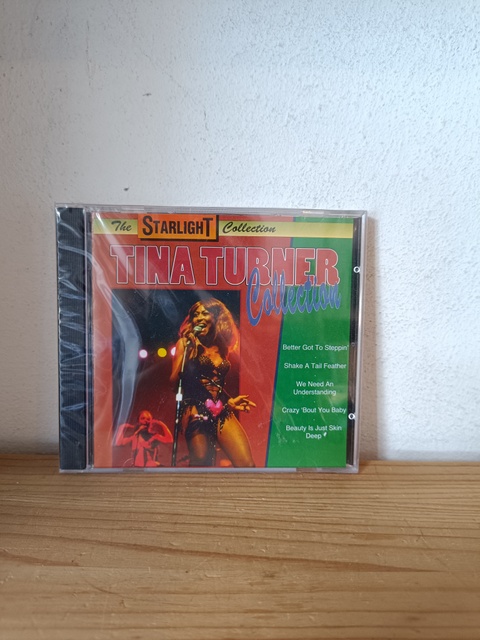 The STARLIGHT Collection
TINA TURNER
Collection
Better Got To Steppin'
Shake A Tail Feather
We Need An
Understanding
Crazy 'Bout You Baby
Beauty Is Just Skin
Deep